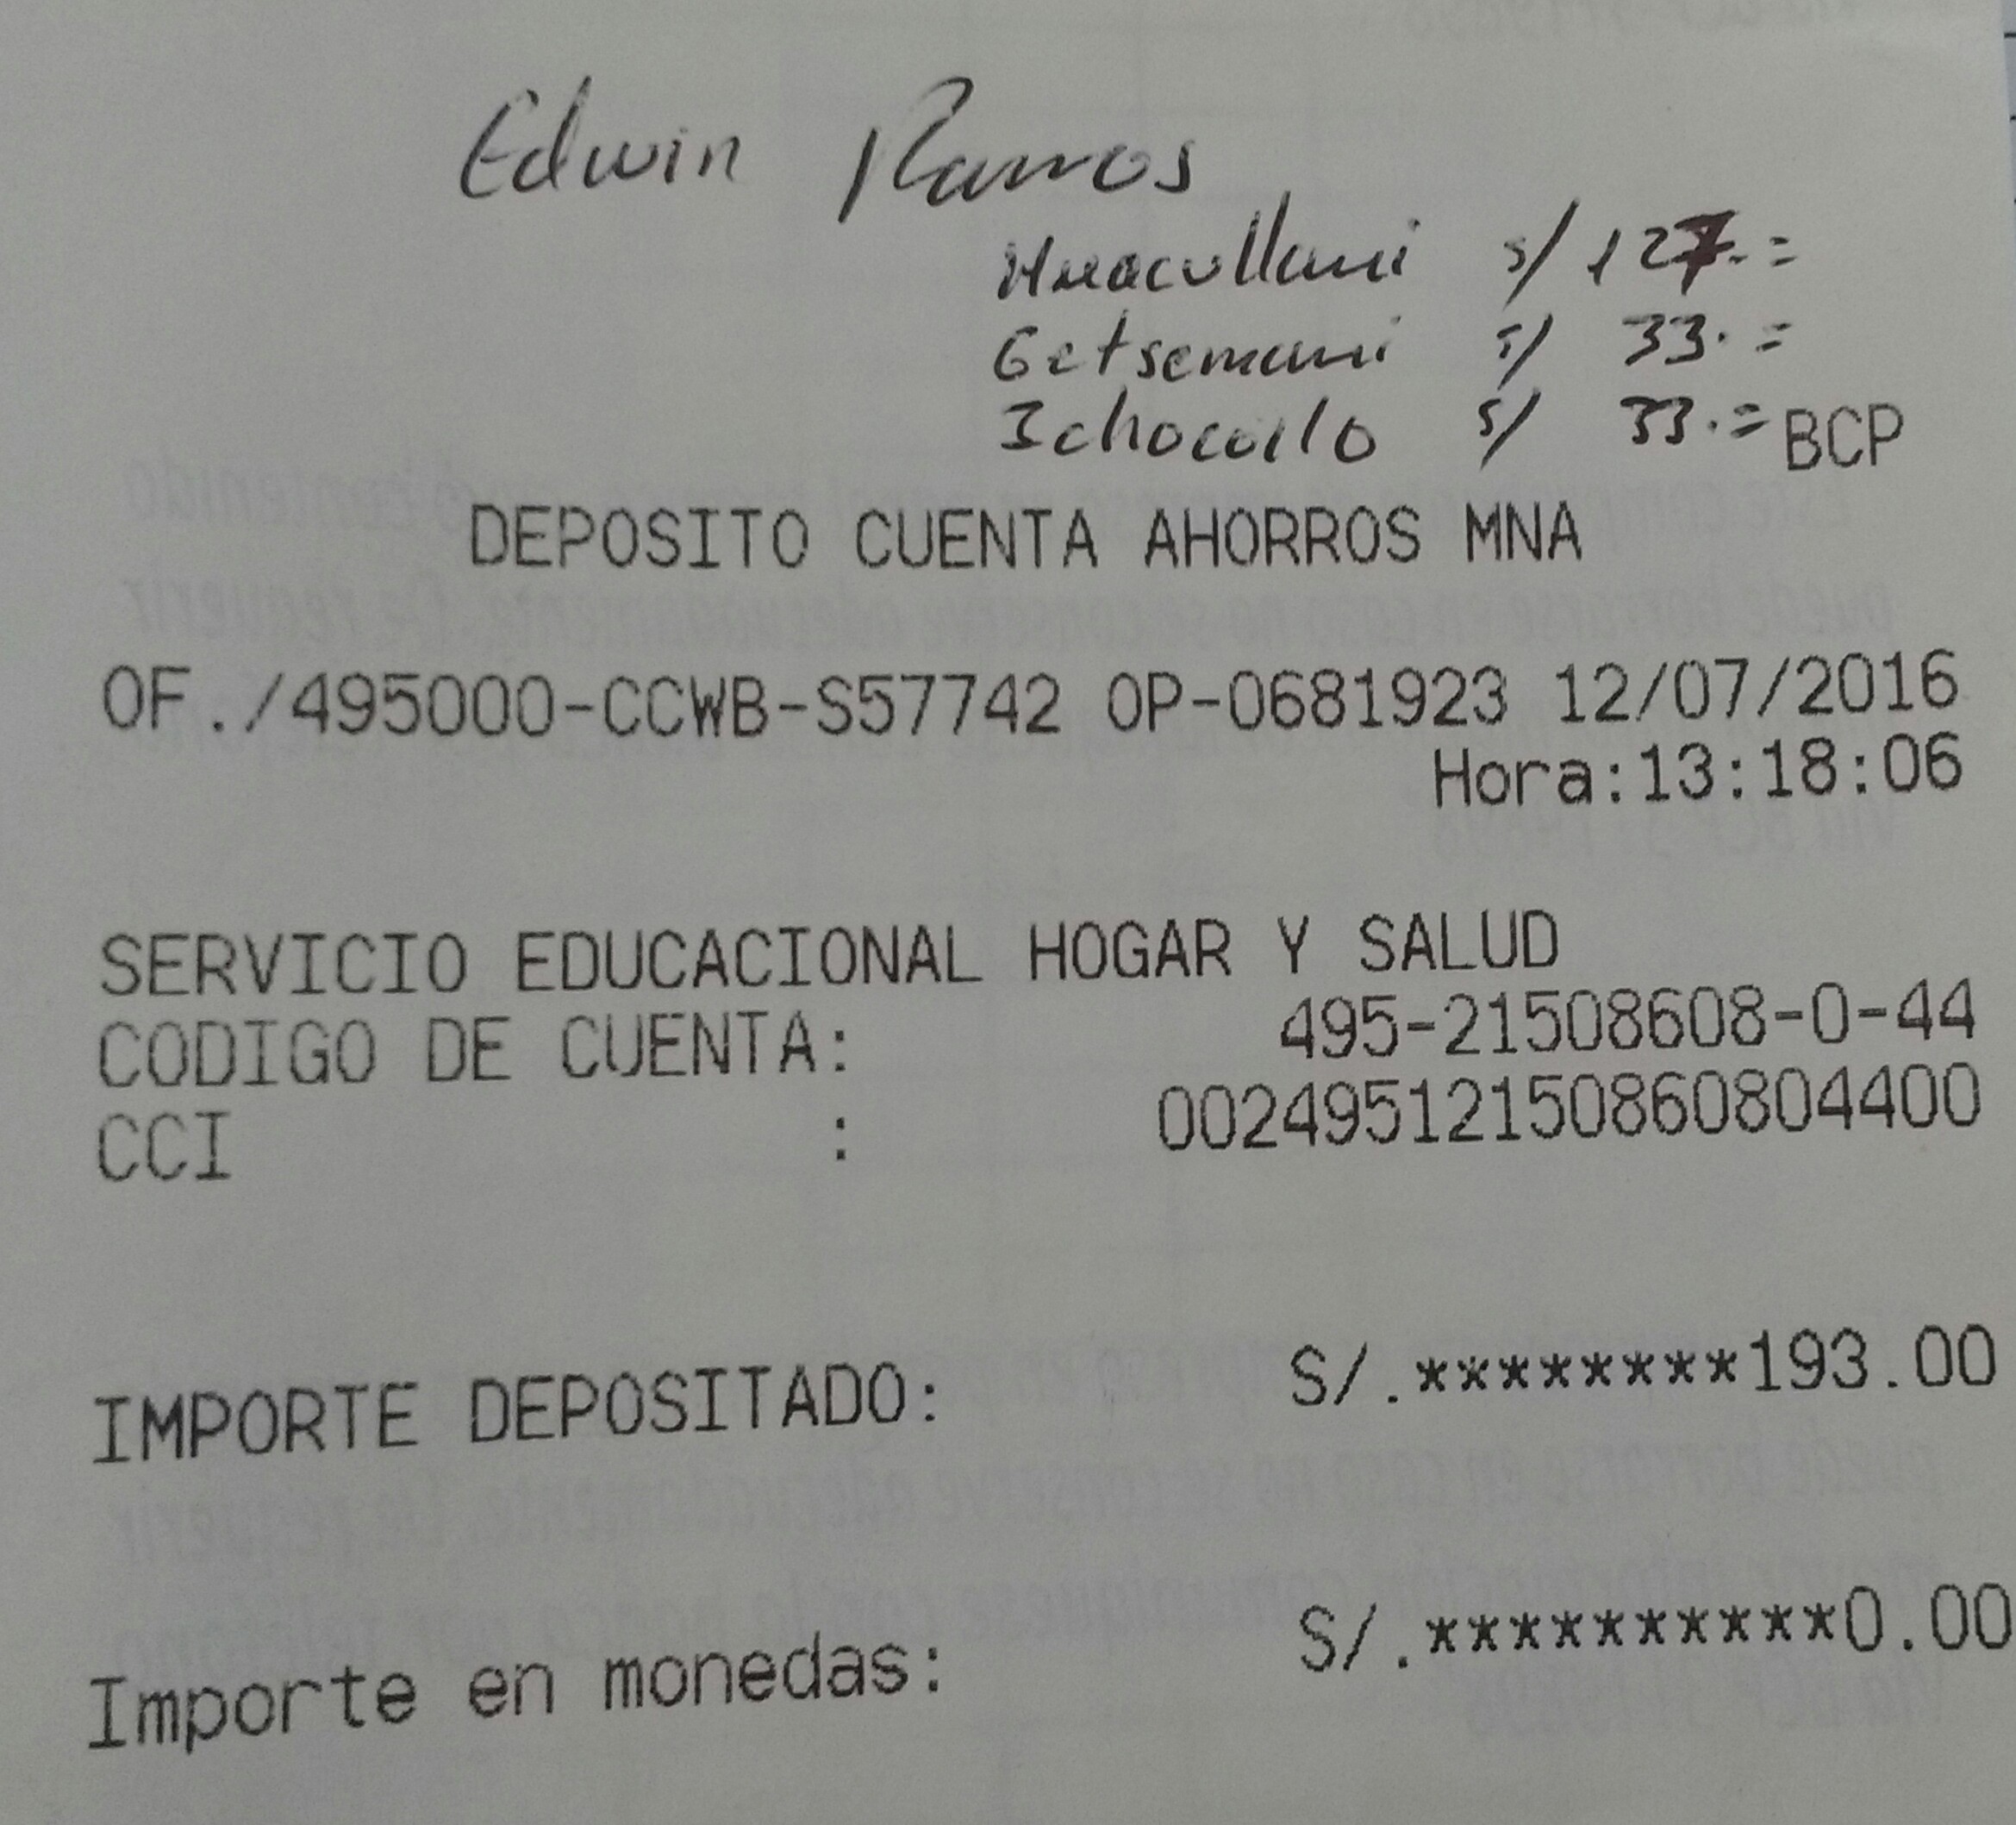 Edwin Ramos
Huacullani S/ 127.=
Getsemani S/ 33.=
Ichocollo S/ 33.=
BCP
DEPOSITO CUENTA AHORROS MNA
OF./495000-CCWB-S57742 OP-0681923 12/07/2016
Hora:13:18:06
SERVICIO EDUCACIONAL HOGAR Y SALUD
CODIGO DE CUENTA: 495-21508608-0-44
CCI : 00249512150860804400
IMPORTE DEPOSITADO: S/.********193.00
Importe en monedas: S/.**********0.00